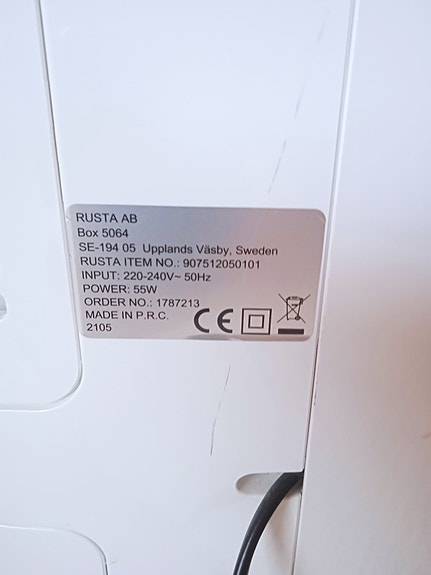 RUSTA AB
Box 5064
SE-194 05 Upplands Väsby, Sweden
RUSTA ITEM NO.: 907512050101
INPUT: 220-240V~ 50Hz
POWER: 55W
ORDER NO.: 1787213
MADE IN P.R.C.
2105
CE